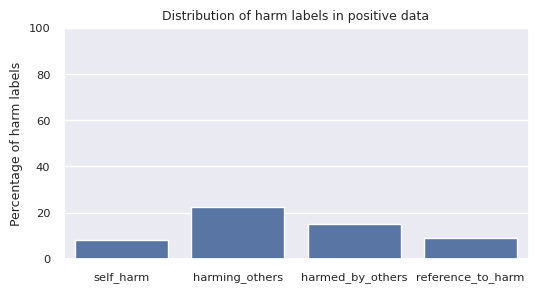 Distribution of harm labels in positive data
Percentage of harm labels
100
80
60
40
20
0
self_harm harming_others harmed_by_others reference_to_harm